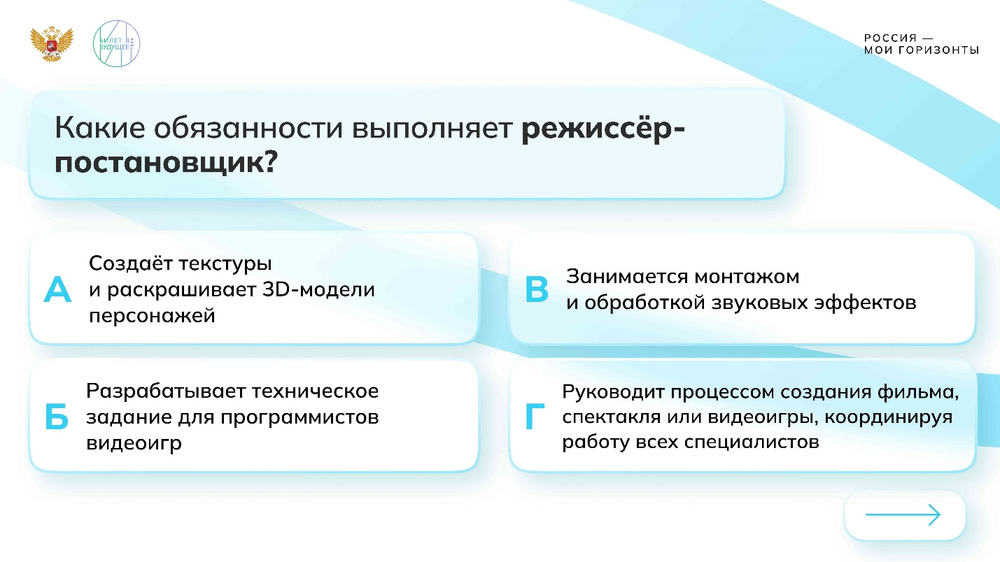 БИЛЕТ В
БУДУЩЕЕ
ТВОЁ
РОССИЯ —
МОИ ГОРИЗОНТЫ
Какие обязанности выполняет режиссёр-
постановщик?
А
Создаёт текстуры
и раскрашивает 3D-модели
персонажей
В
Занимается монтажом
и обработкой звуковых эффектов
Б
Разрабатывает техническое
задание для программистов
видеоигр
Г
Руководит процессом создания фильма,
спектакля или видеоигры, координируя
работу всех специалистов